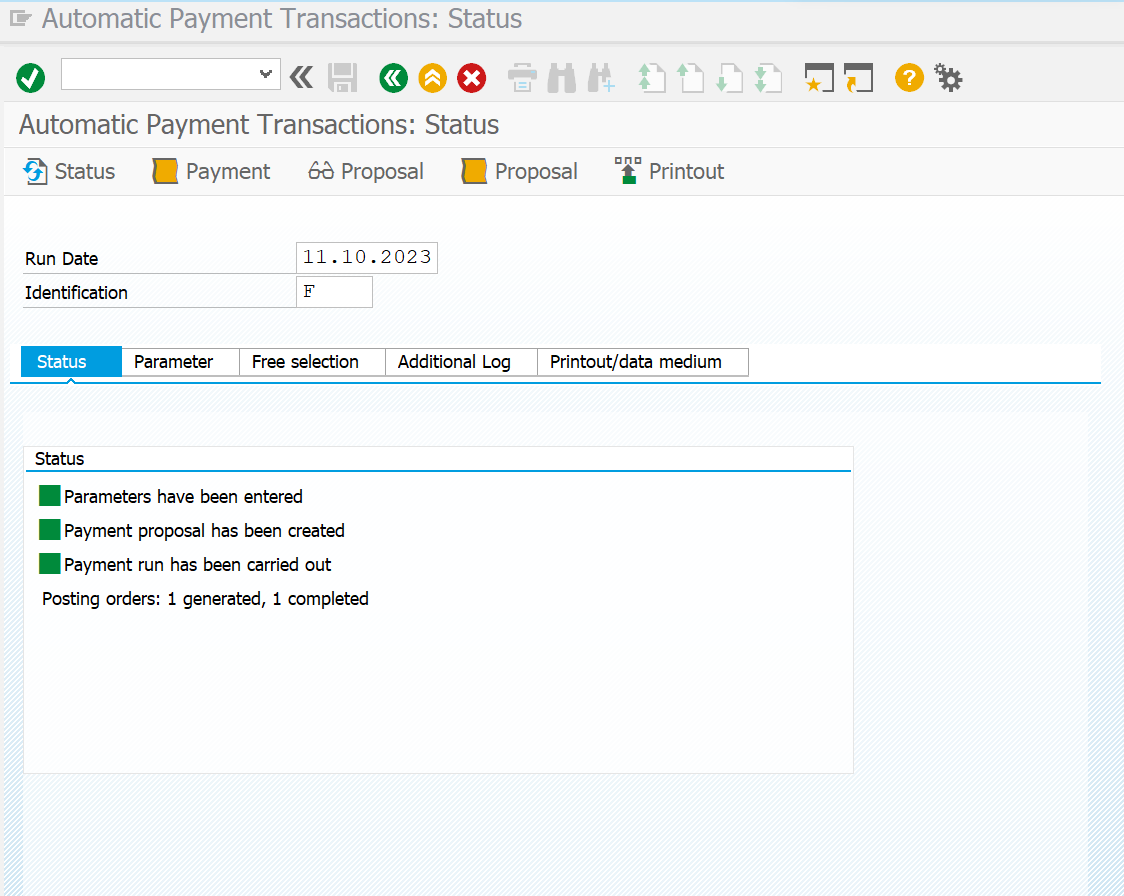 Automatic Payment Transactions: Status
Automatic Payment Transactions: Status
Status Payment Proposal Proposal Printout
Run Date 11.10.2023
Identification F
Status Parameter Free selection Additional Log Printout/data medium
Status
Parameters have been entered
Payment proposal has been created
Payment run has been carried out
Posting orders: 1 generated, 1 completed